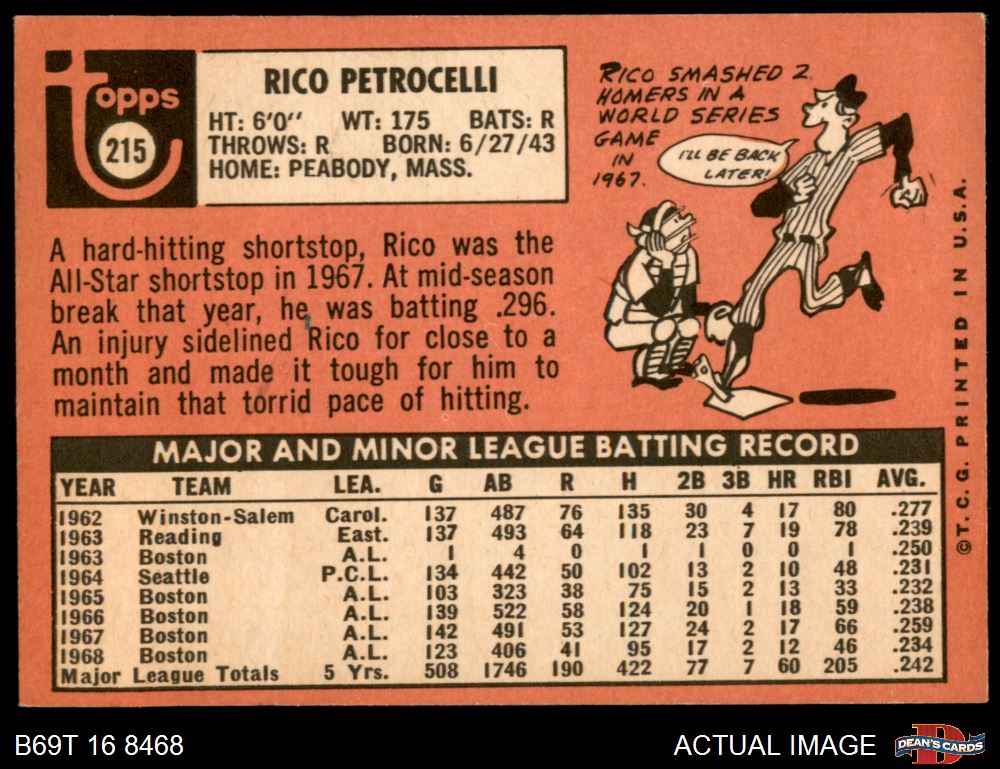 Topps
215
RICO PETROCELLI
HT: 6'0" WT: 175 BATS: R
THROWS: R BORN: 6/27/43
HOME: PEABODY, MASS.
RICO SMASHED 2
HOMERS IN A
WORLD SERIES
GAME
IN
1967.
I'LL BE BACK
LATER!
A hard-hitting shortstop, Rico was the
All-Star shortstop in 1967. At mid-season
break that year, he was batting .296.
An injury sidelined Rico for close to a
month and made it tough for him to
maintain that torrid pace of hitting.
MAJOR AND MINOR LEAGUE BATTING RECORD
YEAR TEAM LEA. G AB R H 2B 3B HR RBI AVG.
1962 Winston-Salem Carol. 137 487 76 135 30 4 17 80 .277
1963 Reading East. 137 493 64 118 23 7 19 78 .239
1963 Boston A.L. 1 4 0 1 1 0 0 1 .250
1964 Seattle P.C.L. 134 442 50 102 13 2 10 48 .231
1965 Boston A.L. 103 323 38 75 15 2 13 33 .232
1966 Boston A.L. 139 522 58 124 20 1 18 59 .238
1967 Boston A.L. 142 491 53 127 24 2 17 66 .259
1968 Boston A.L. 123 406 41 95 17 2 12 46 .234
Major League Totals 5 Yrs. 508 1746 190 422 77 7 60 205 .242
©T.C.G. PRINTED IN U.S.A.
B69T 16 8468
ACTUAL IMAGE
D
DEAN'S CARDS